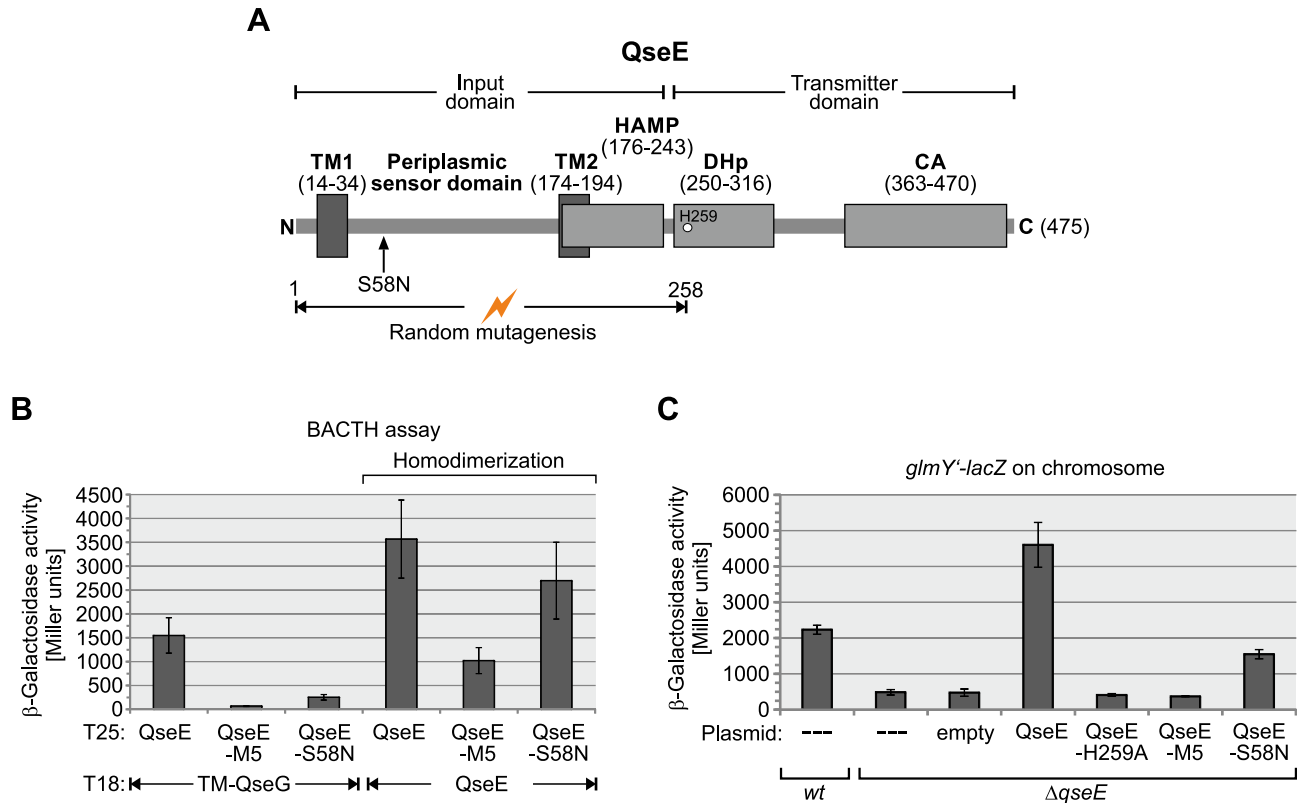 A
QseE
Input
domain
Transmitter
domain
HAMP
(176-243)
TM1
(14-34)
Periplasmic
sensor domain
TM2
(174-194)
DHp
(250-316)
CA
(363-470)
H259
N
C (475)
S58N
1
258
Random mutagenesis
B
BACTH assay
Homodimerization
β-Galactosidase activity
[Miller units]
4500
4000
3500
3000
2500
2000
1500
1000
500
0
T25: QseE QseE-M5 QseE-S58N QseE QseE-M5 QseE-S58N
T18: TM-QseG QseE
C
glmY‘-lacZ on chromosome
β-Galactosidase activity
[Miller units]
6000
5000
4000
3000
2000
1000
0
Plasmid: --- --- empty QseE QseE-H259A QseE-M5 QseE-S58N
wt ΔqseE